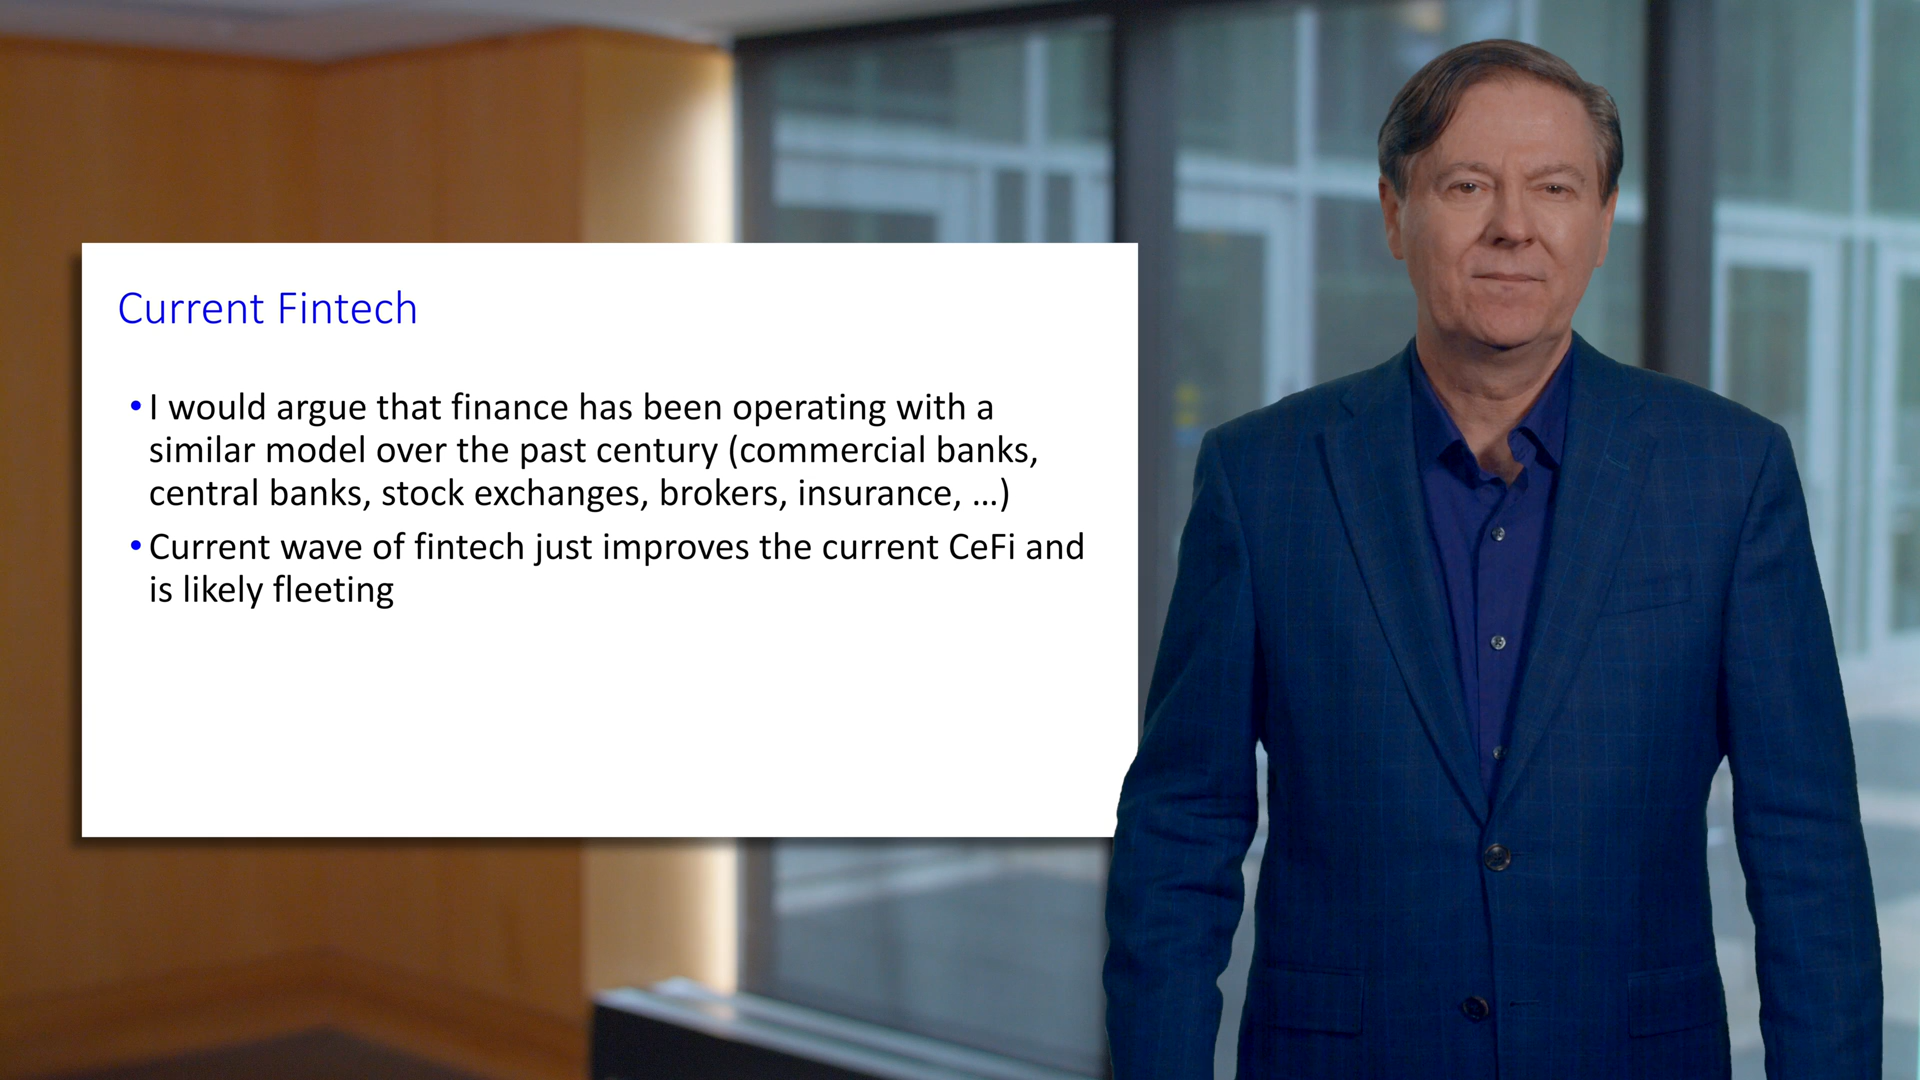 Current Fintech
•I would argue that finance has been operating with a
similar model over the past century (commercial banks,
central banks, stock exchanges, brokers, insurance, ...)
•Current wave of fintech just improves the current CeFi and
is likely fleeting